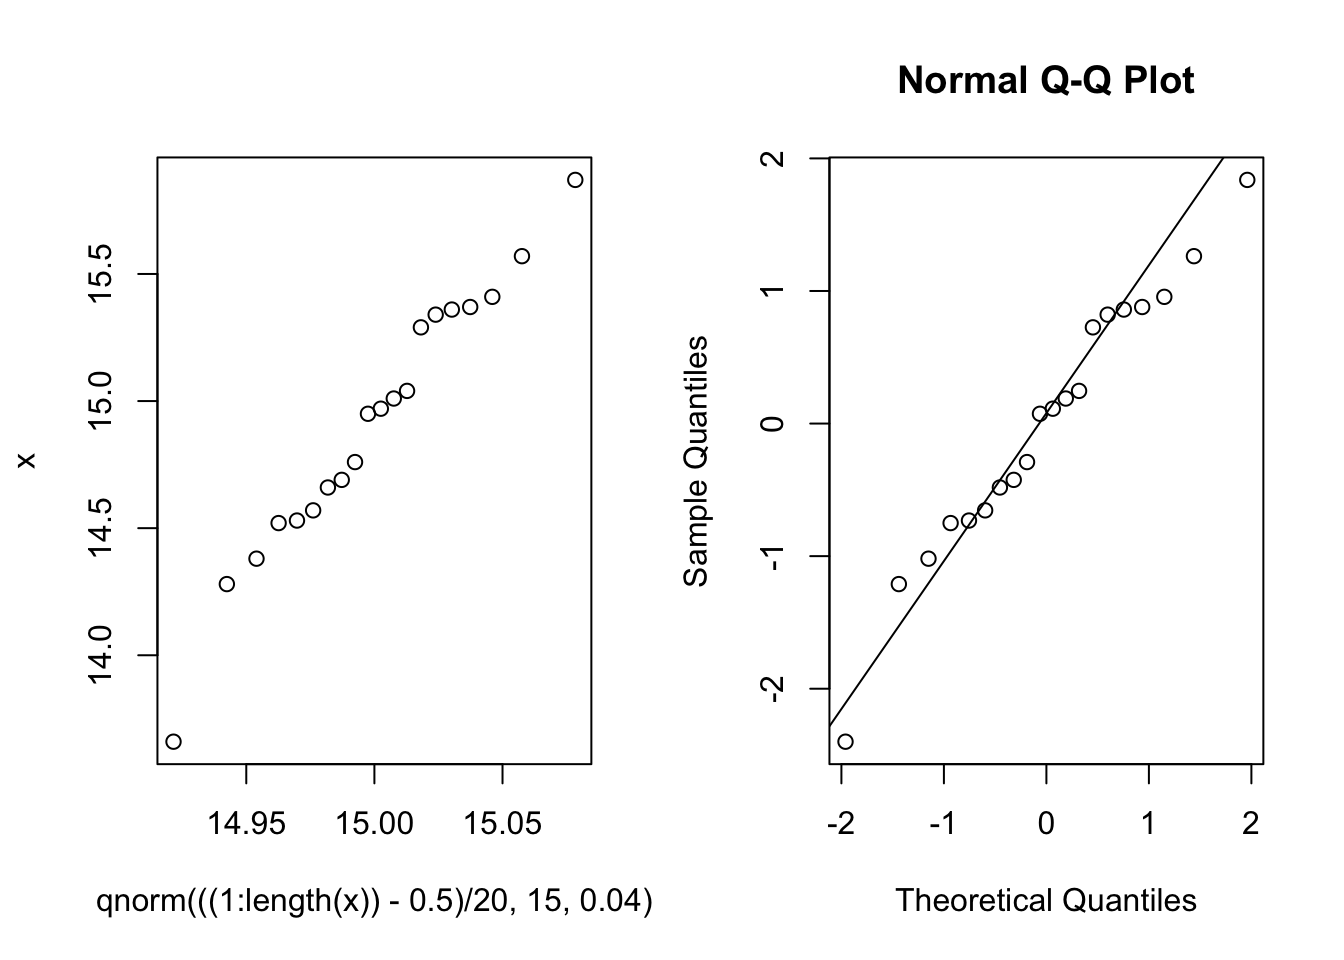 x
15.5
15.0
14.5
14.0
14.95 15.00 15.05
qnorm(((1:length(x)) - 0.5)/20, 15, 0.04)
Normal Q-Q Plot
Sample Quantiles
2
1
0
-1
-2
-2 -1 0 1 2
Theoretical Quantiles